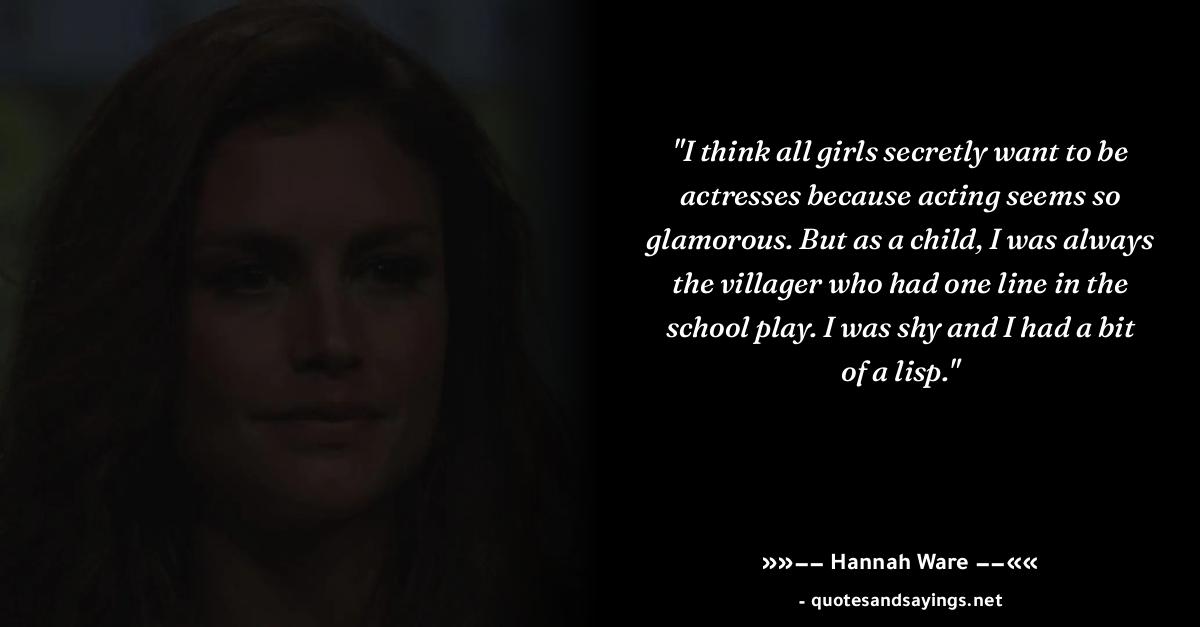 "I think all girls secretly want to be
actresses because acting seems so
glamorous. But as a child, I was always
the villager who had one line in the
school play. I was shy and I had a bit
of a lisp."
»»–– Hannah Ware ––««
- quotesandsayings.net